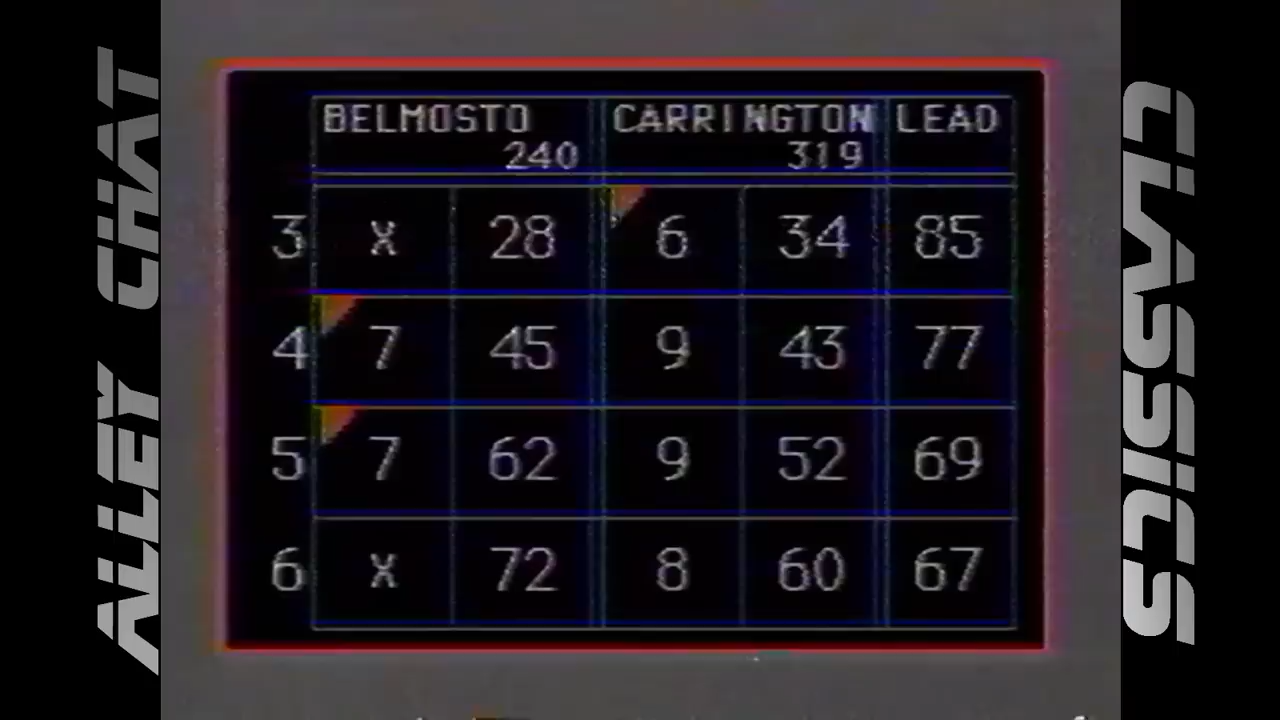 ALLEY CHAT
BELMOSTO CARRINGTON LEAD
240 319
3 X 28 6 34 85
4 7 45 9 43 77
5 7 62 9 52 69
6 X 72 8 60 67
CLASSICS